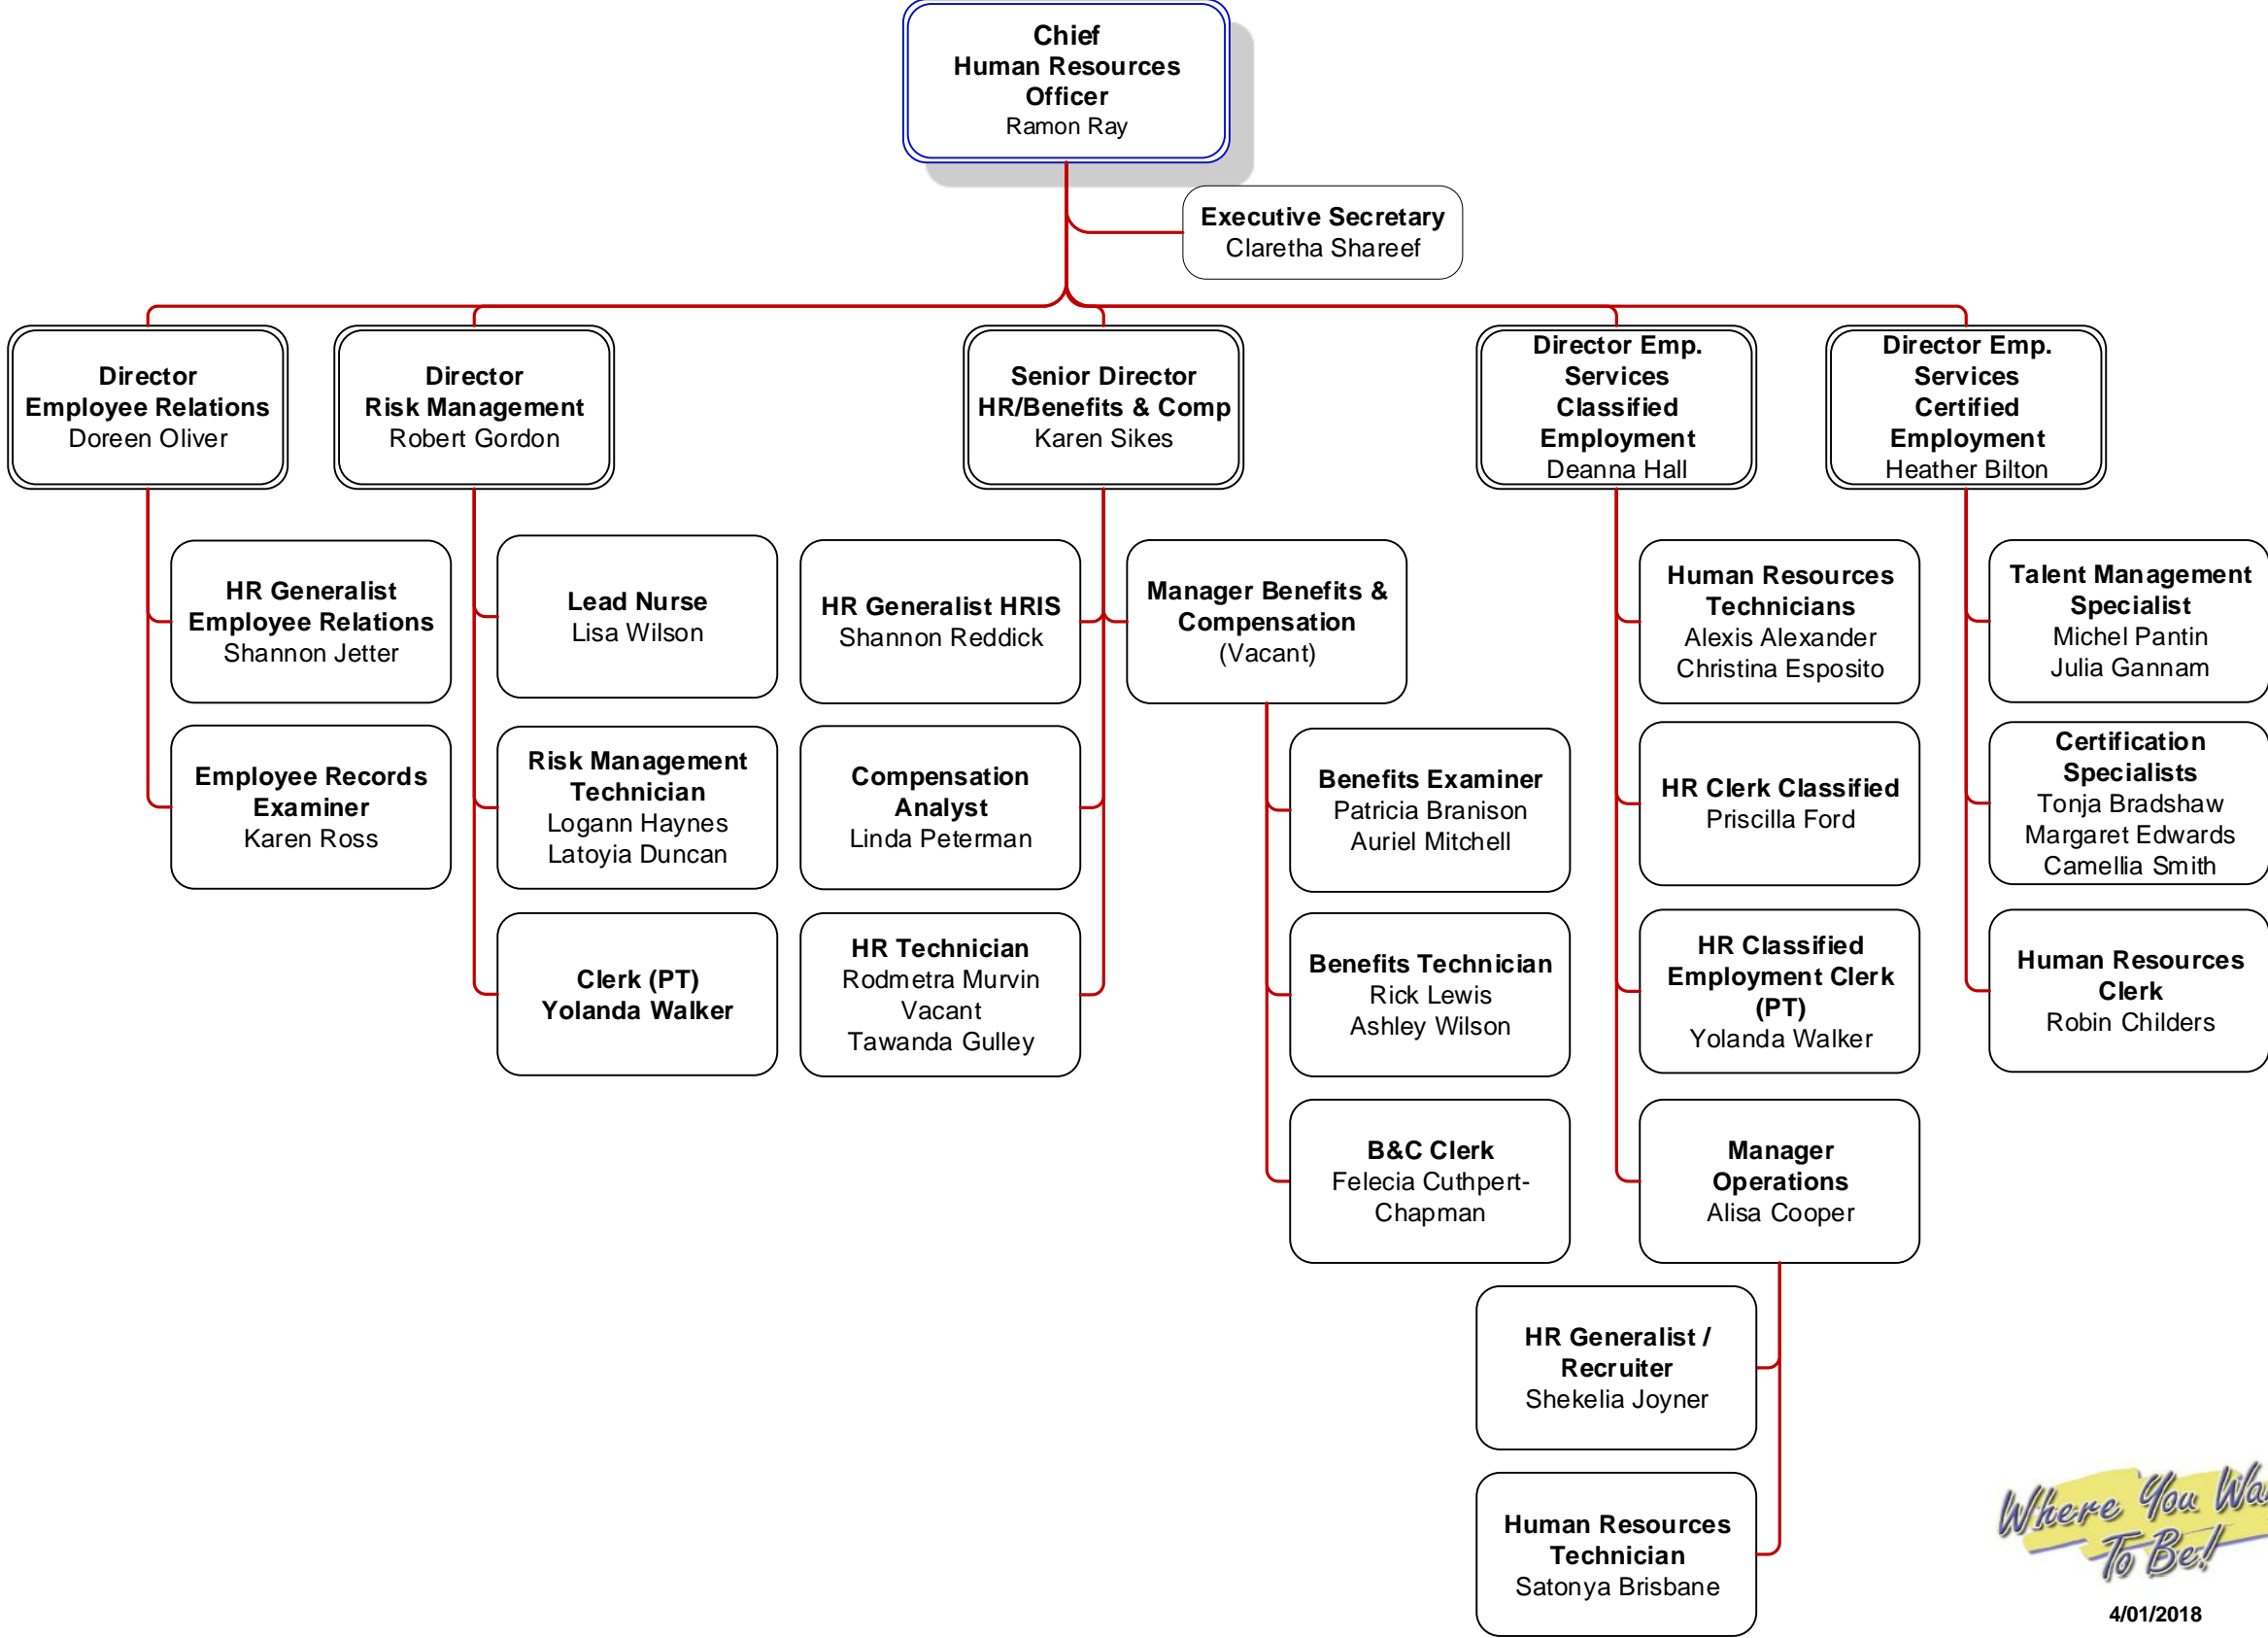 Chief
Human Resources
Officer
Ramon Ray
Executive Secretary
Claretha Shareef
Director
Employee Relations
Doreen Oliver
Director
Risk Management
Robert Gordon
Senior Director
HR/Benefits & Comp
Karen Sikes
Director Emp.
Services
Classified
Employment
Deanna Hall
Director Emp.
Services
Certified
Employment
Heather Bilton
HR Generalist
Employee Relations
Shannon Jetter
Employee Records
Examiner
Karen Ross
Lead Nurse
Lisa Wilson
Risk Management
Technician
Logann Haynes
Latoyia Duncan
Clerk (PT)
Yolanda Walker
HR Generalist HRIS
Shannon Reddick
Compensation
Analyst
Linda Peterman
HR Technician
Rodmetra Murvin
Vacant
Tawanda Gulley
Manager Benefits &
Compensation
(Vacant)
Benefits Examiner
Patricia Branison
Auriel Mitchell
Benefits Technician
Rick Lewis
Ashley Wilson
B&C Clerk
Felecia Cuthpert-
Chapman
Human Resources
Technicians
Alexis Alexander
Christina Esposito
HR Clerk Classified
Priscilla Ford
HR Classified
Employment Clerk
(PT)
Yolanda Walker
Manager
Operations
Alisa Cooper
HR Generalist /
Recruiter
Shekelia Joyner
Human Resources
Technician
Satonya Brisbane
Talent Management
Specialist
Michel Pantin
Julia Gannam
Certification
Specialists
Tonja Bradshaw
Margaret Edwards
Camellia Smith
Human Resources
Clerk
Robin Childers
Where You
To Be!
4/01/2018